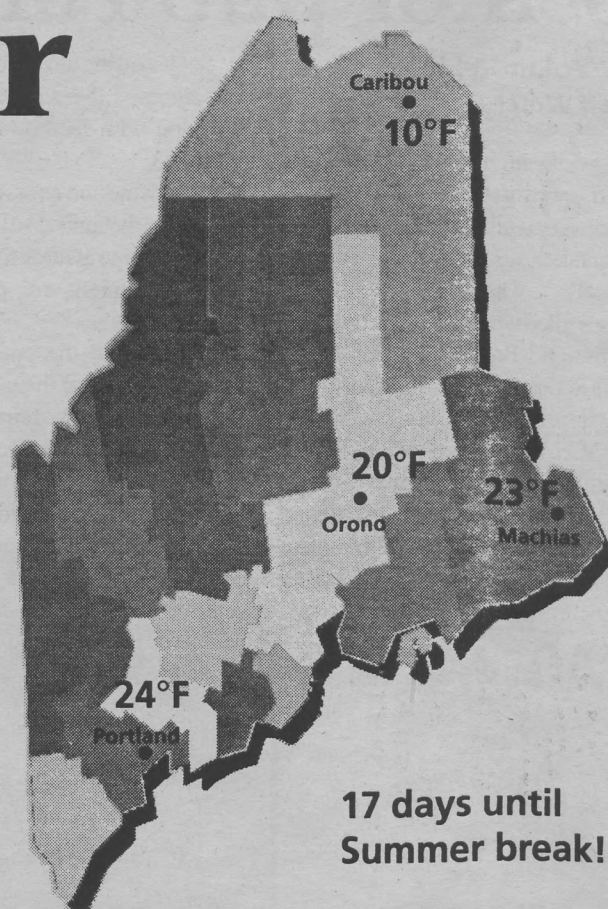 r
Caribou
10°F
20°F
Orono
23°F
Machias
24°F
Portland
17 days until
Summer break!